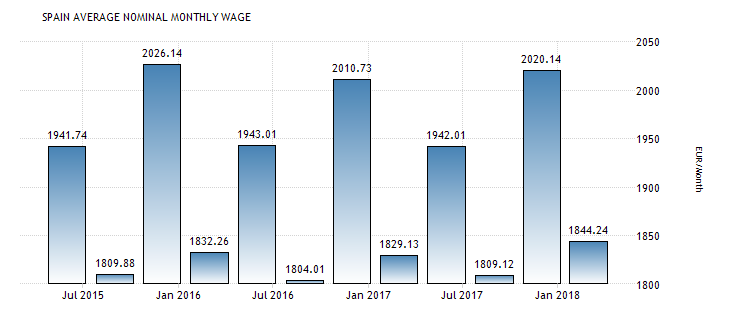 SPAIN AVERAGE NOMINAL MONTHLY WAGE
2050
2026.14
2020.14
2010.73
2000
1941.74
1943.01
1942.01
1950
1900
EUR/Month
1809.88
1832.26
1804.01
1829.13
1809.12
1844.24
1850
1800
Jul 2015
Jan 2016
Jul 2016
Jan 2017
Jul 2017
Jan 2018